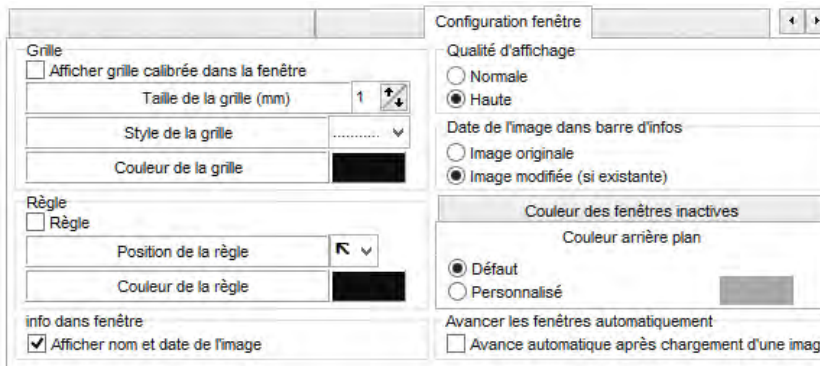 Configuration fenêtre
Grille
Afficher grille calibrée dans la fenêtre
Taille de la grille (mm) 1
Style de la grille
Couleur de la grille
Règle
Règle
Position de la règle
Couleur de la règle
info dans fenêtre
Afficher nom et date de l'image
Qualité d'affichage
Normale
Haute
Date de l'image dans barre d'infos
Image originale
Image modifiée (si existante)
Couleur des fenêtres inactives
Couleur arrière plan
Défaut
Personnalisé
Avancer les fenêtres automatiquement
Avance automatique après chargement d'une imag